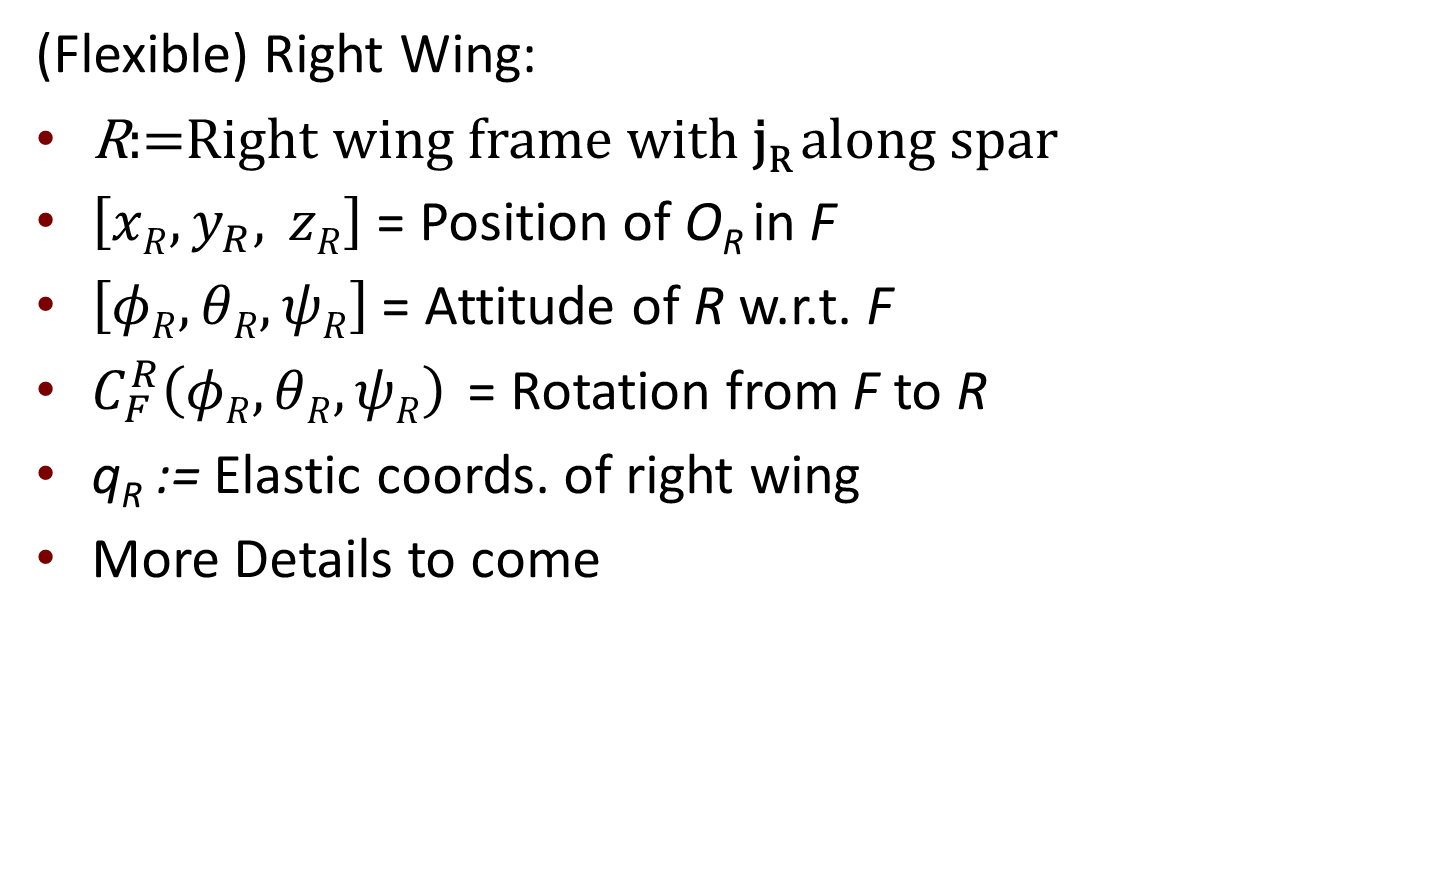 (Flexible) Right Wing:
• R:=Right wing frame with j_R along spar
• [x_R, y_R, z_R] = Position of O_R in F
• [ϕ_R, θ_R, ψ_R] = Attitude of R w.r.t. F
• C_F^R(ϕ_R, θ_R, ψ_R) = Rotation from F to R
• q_R := Elastic coords. of right wing
• More Details to come